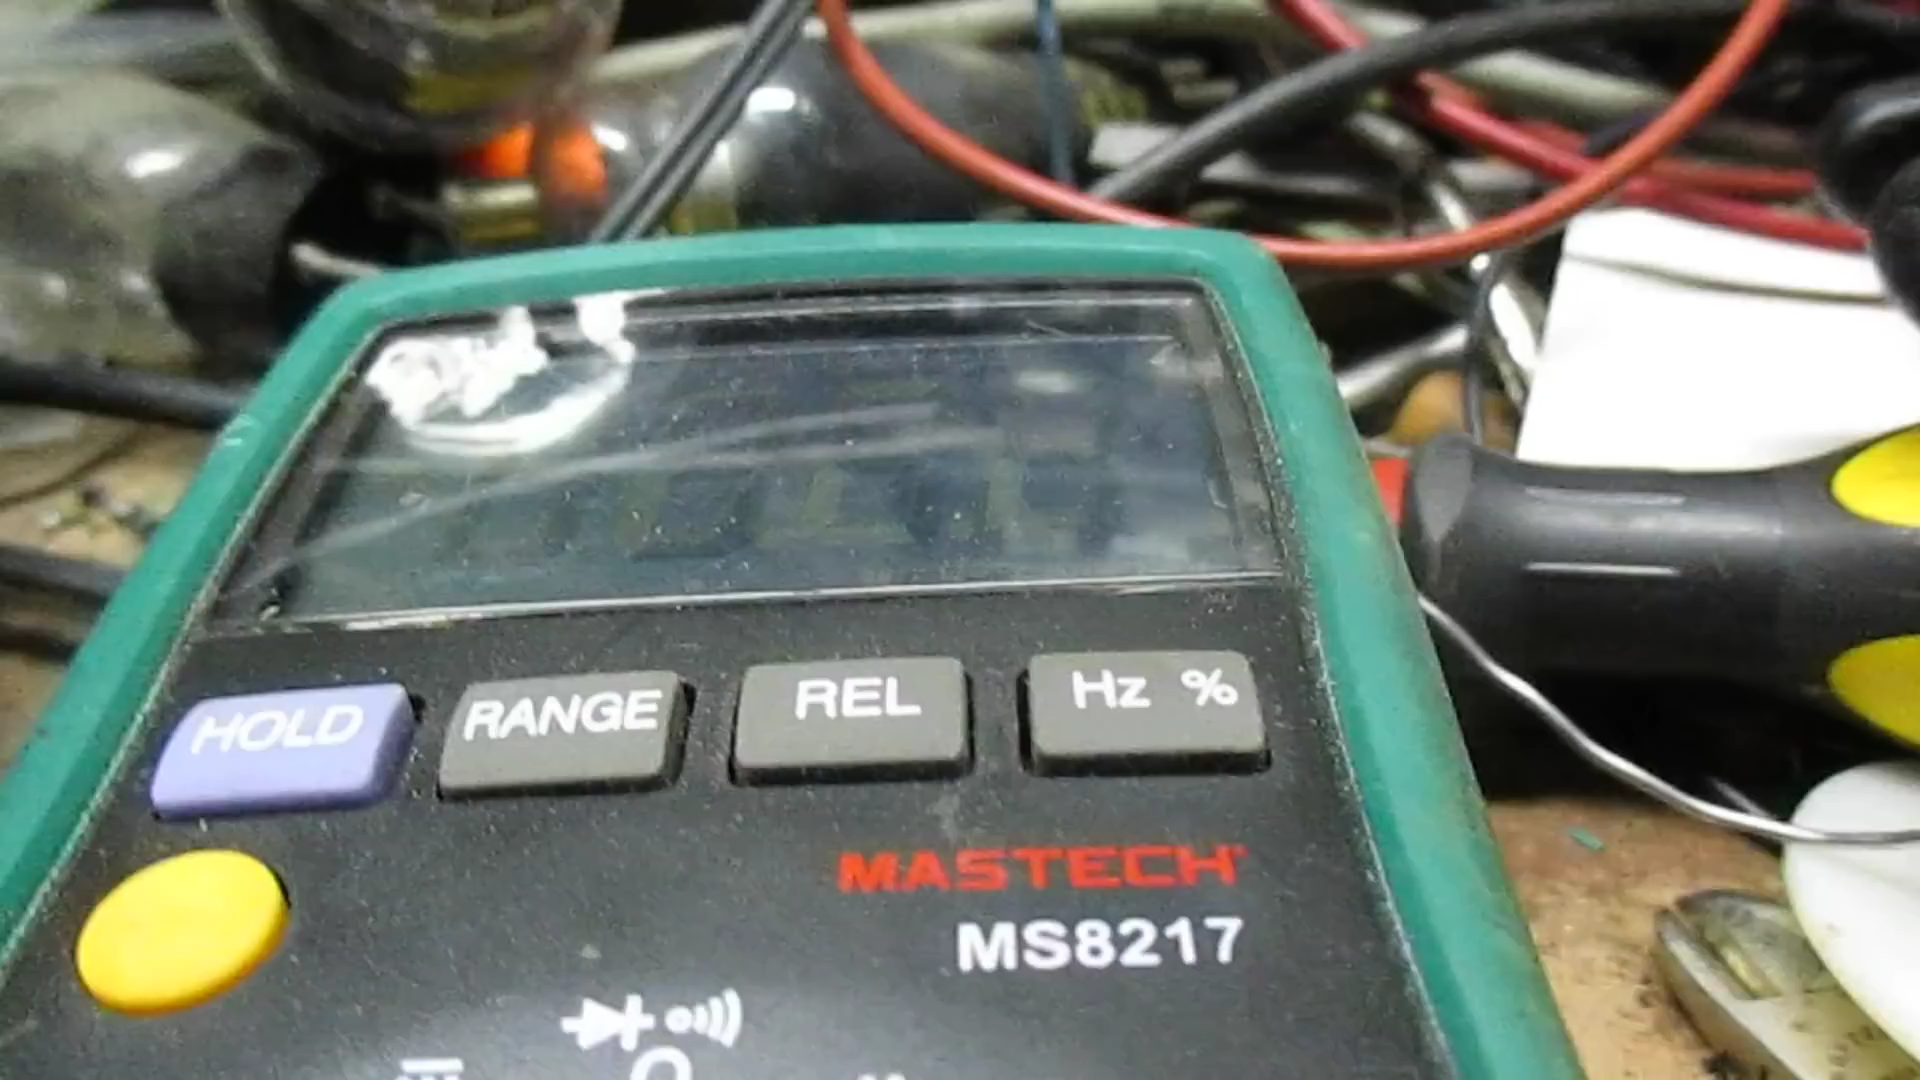 HOLD RANGE REL Hz %
MASTECH
MS8217